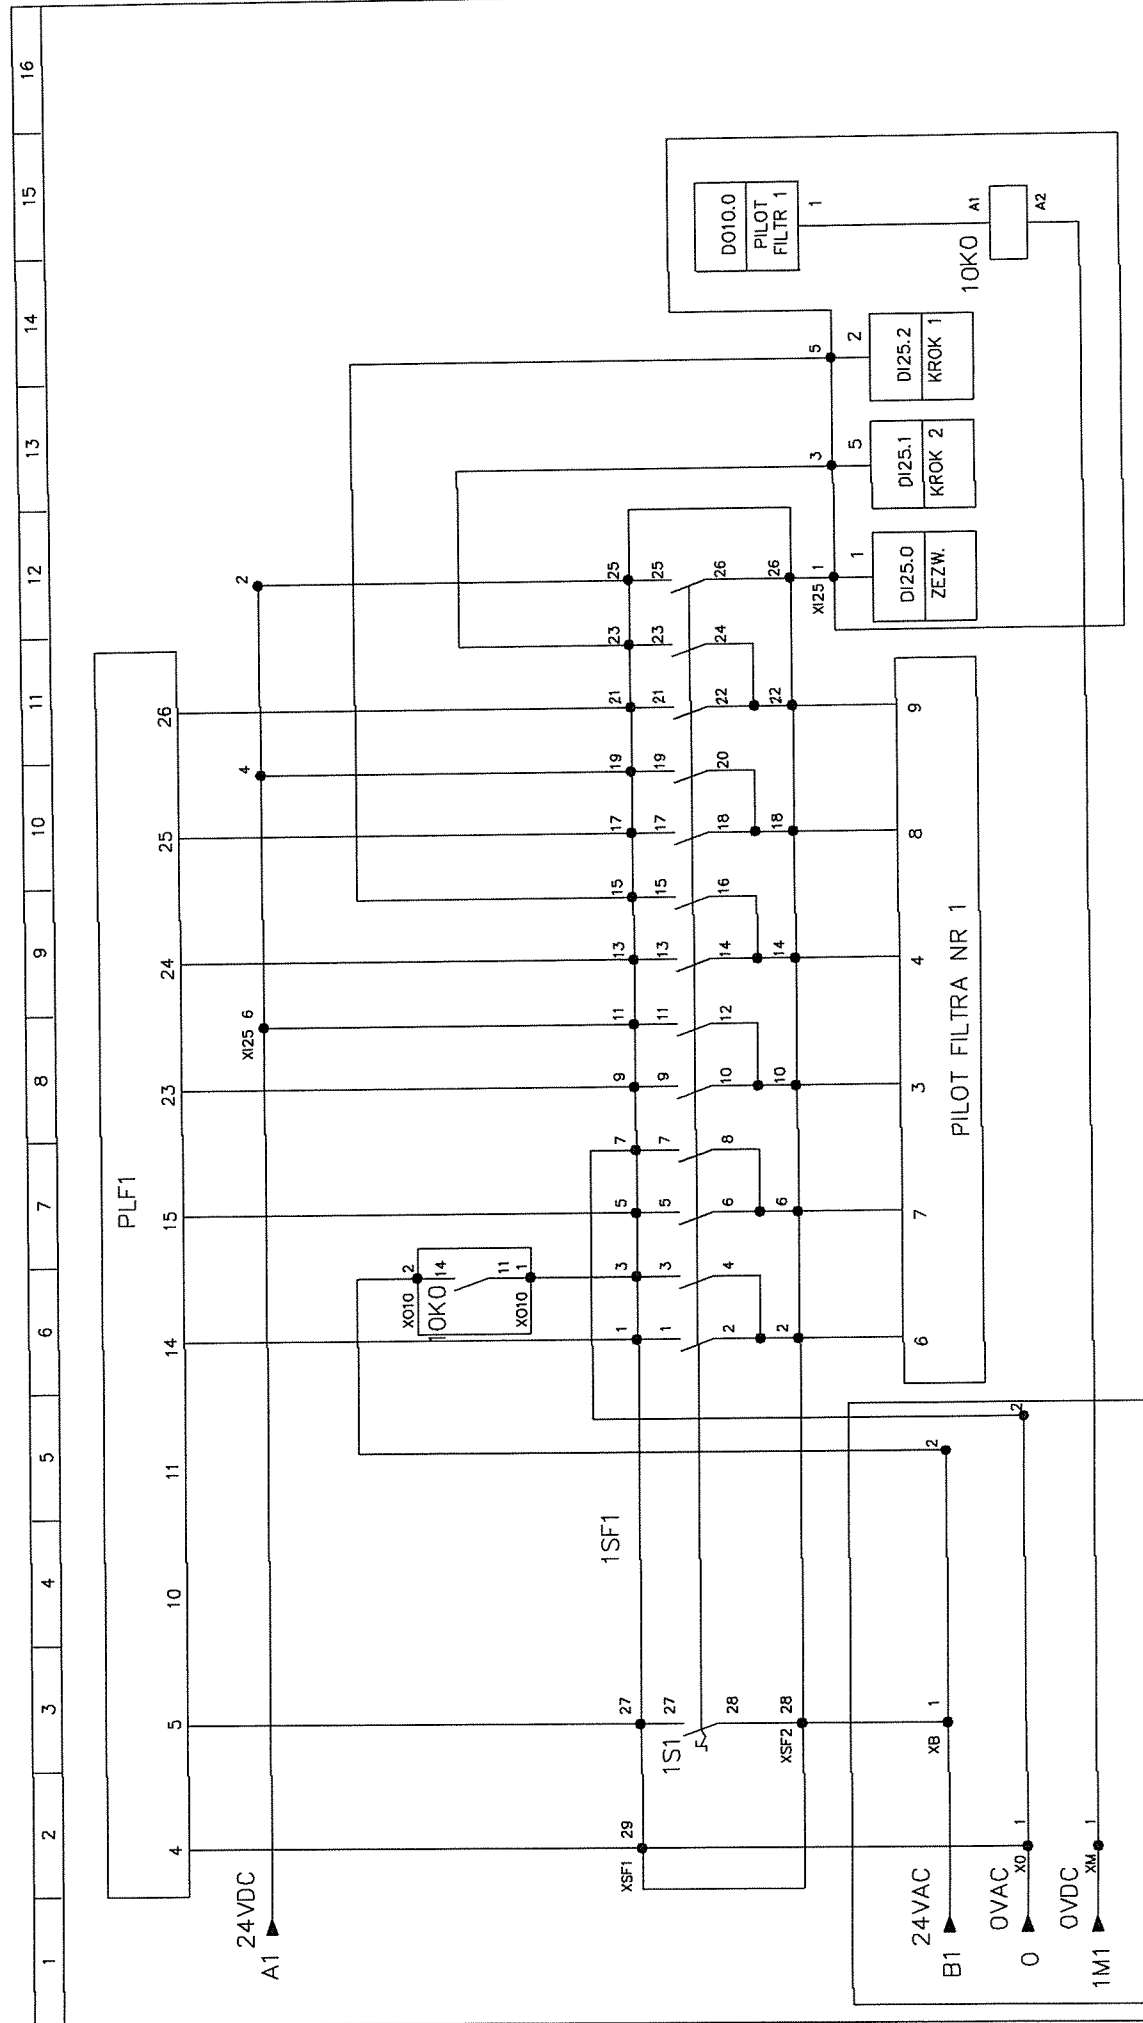 1 2 3 4 5 6 7 8 9 10 11 12 13 14 15 16
PLF1
4 5 10 11 14 15 23 24 25 26
24VDC
A1
XI25 6 4 2
X010 2
14
10K0
11
X010 1
1SF1
XSF1 29 27 1 3 5 7 9 11 13 15 17 19 21 23 25
27 1 3 5 7 9 11 13 15 17 19 21 23 25
1S1
28 2 4 6 8 10 12 14 16 18 20 22 24 26
XSF2 28 2 6 10 14 18 22 26
XI25 1 3 5
1 5 2
DI25.0
ZEZW.
DI25.1
KROK 2
DI25.2
KROK 1
DO10.0
PILOT
FILTR 1
1
10K0
A1
A2
6 7 3 4 8 9
PILOT FILTRA NR 1
24VAC
B1
XB 1 2
0VAC
0
X0 1 2
0VDC
1M1
XM 1